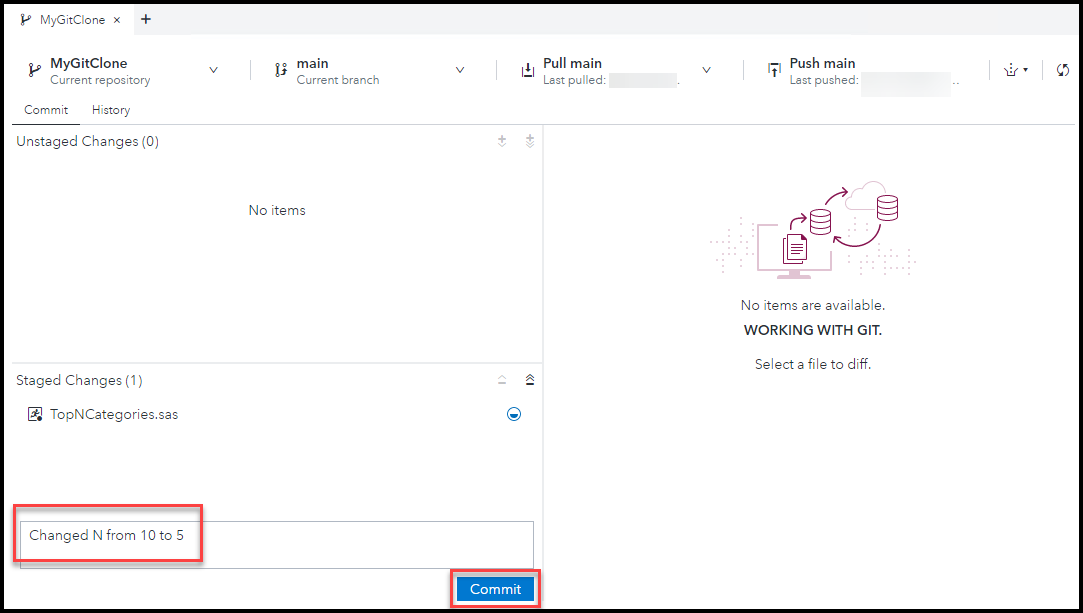 MyGitClone
MyGitClone
Current repository
main
Current branch
Pull main
Last pulled:
.
Push main
Last pushed:
..
Commit
History
Unstaged Changes (0)
No items
No items are available.
WORKING WITH GIT.
Select a file to diff.
Staged Changes (1)
TopNCategories.sas
Changed N from 10 to 5
Commit